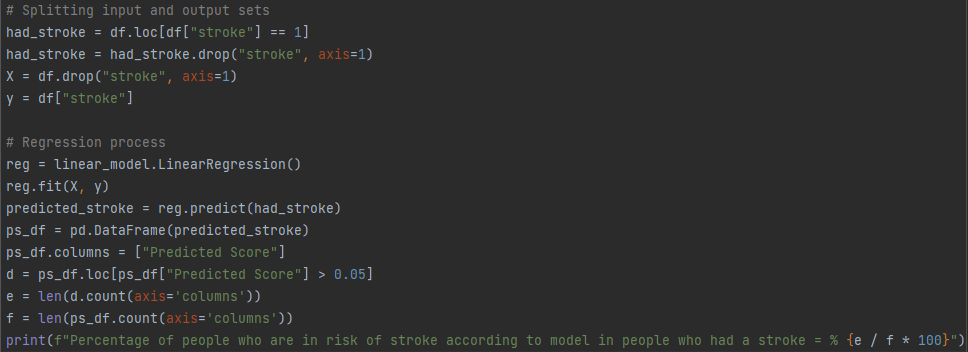 # Splitting input and output sets
had_stroke = df.loc[df["stroke"] == 1]
had_stroke = had_stroke.drop("stroke", axis=1)
X = df.drop("stroke", axis=1)
y = df["stroke"]

# Regression process
reg = linear_model.LinearRegression()
reg.fit(X, y)
predicted_stroke = reg.predict(had_stroke)
ps_df = pd.DataFrame(predicted_stroke)
ps_df.columns = ["Predicted Score"]
d = ps_df.loc[ps_df["Predicted Score"] > 0.05]
e = len(d.count(axis='columns'))
f = len(ps_df.count(axis='columns'))
print(f"Percentage of people who are in risk of stroke according to model in people who had a stroke = % {e / f * 100}")